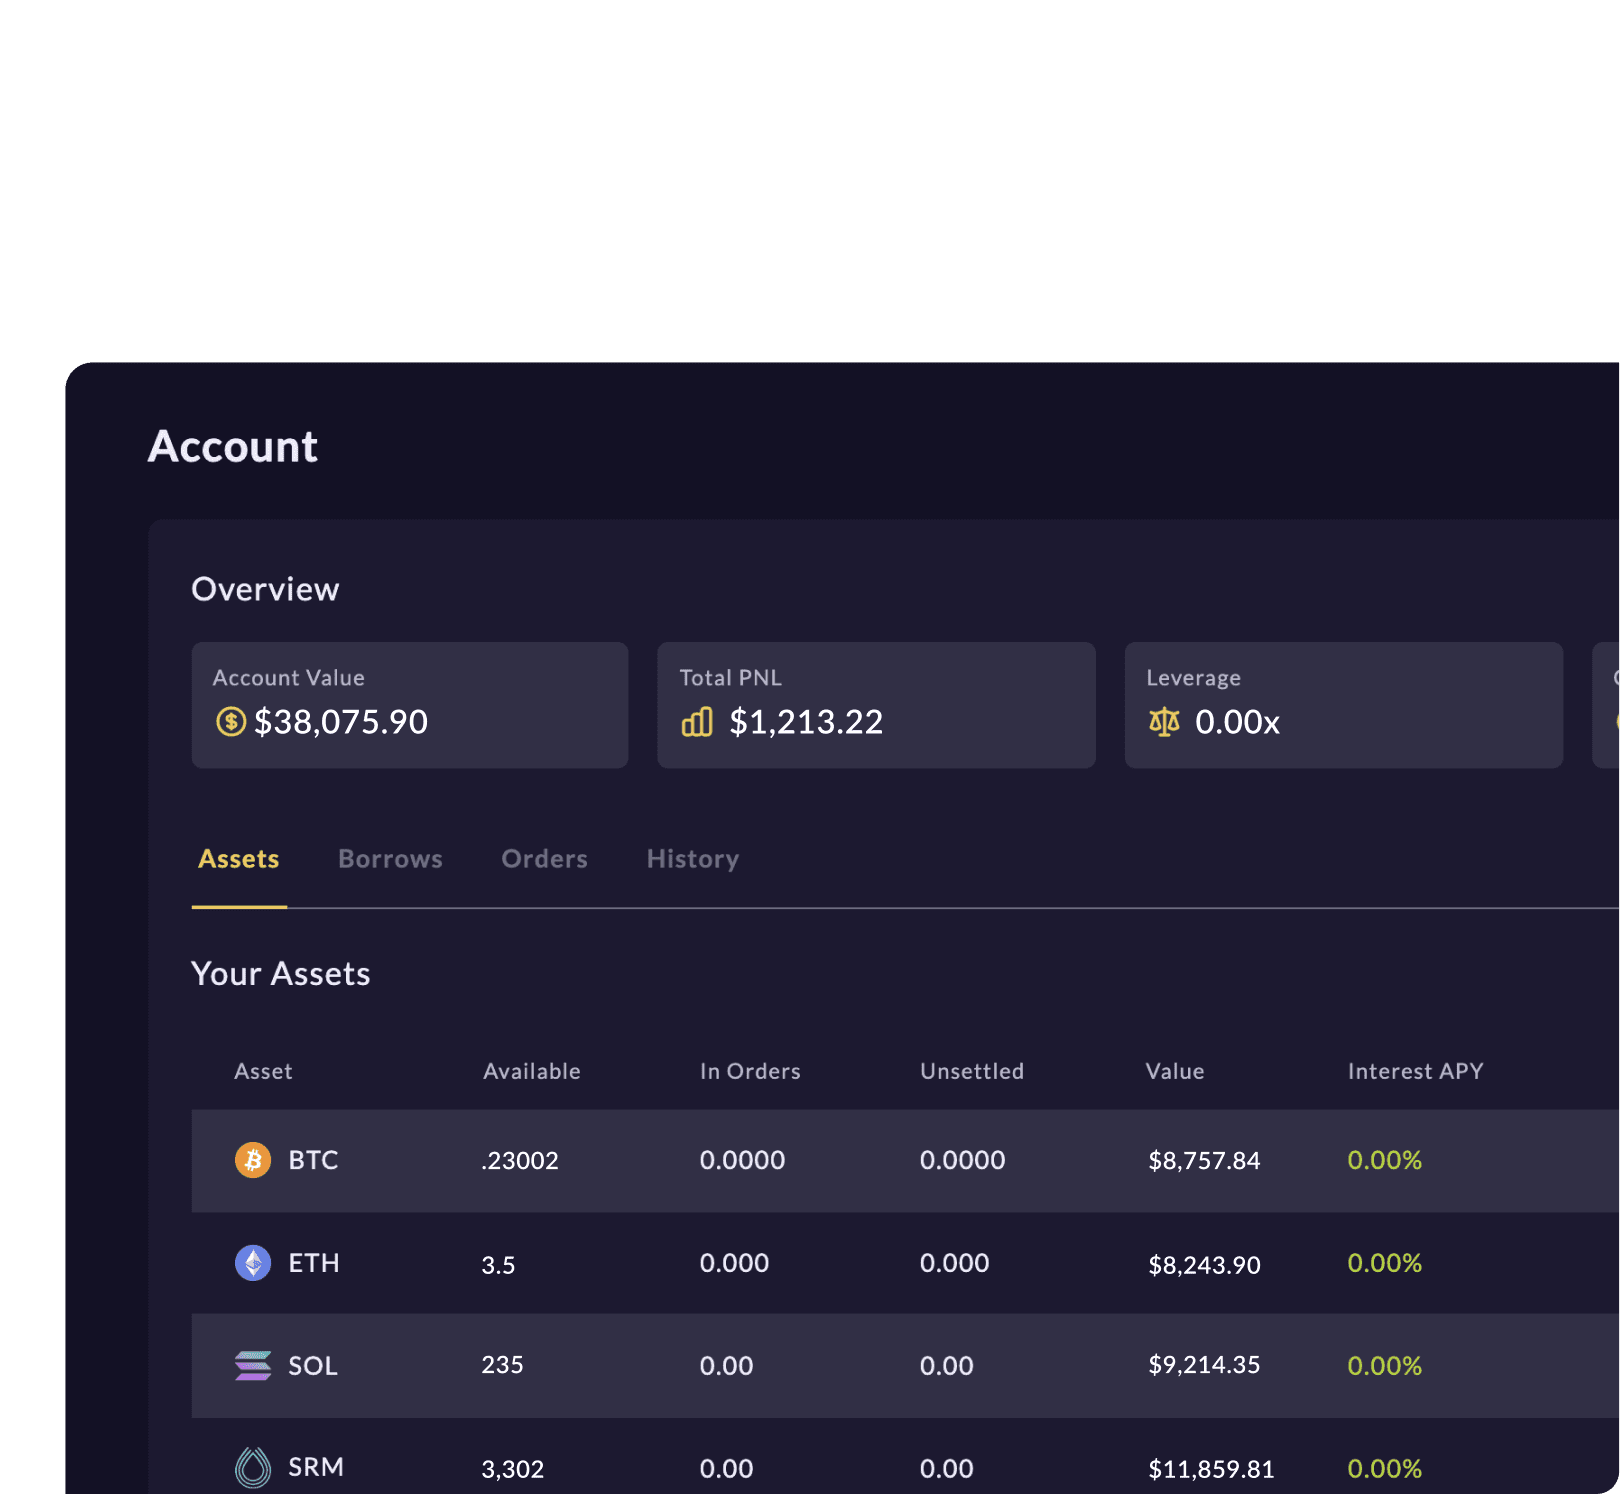 Account
Overview
Account Value
$38,075.90
Total PNL
$1,213.22
Leverage
0.00x
Assets Borrows Orders History
Your Assets
Asset Available In Orders Unsettled Value Interest APY
BTC .23002 0.0000 0.0000 $8,757.84 0.00%
ETH 3.5 0.000 0.000 $8,243.90 0.00%
SOL 235 0.00 0.00 $9,214.35 0.00%
SRM 3,302 0.00 0.00 $11,859.81 0.00%